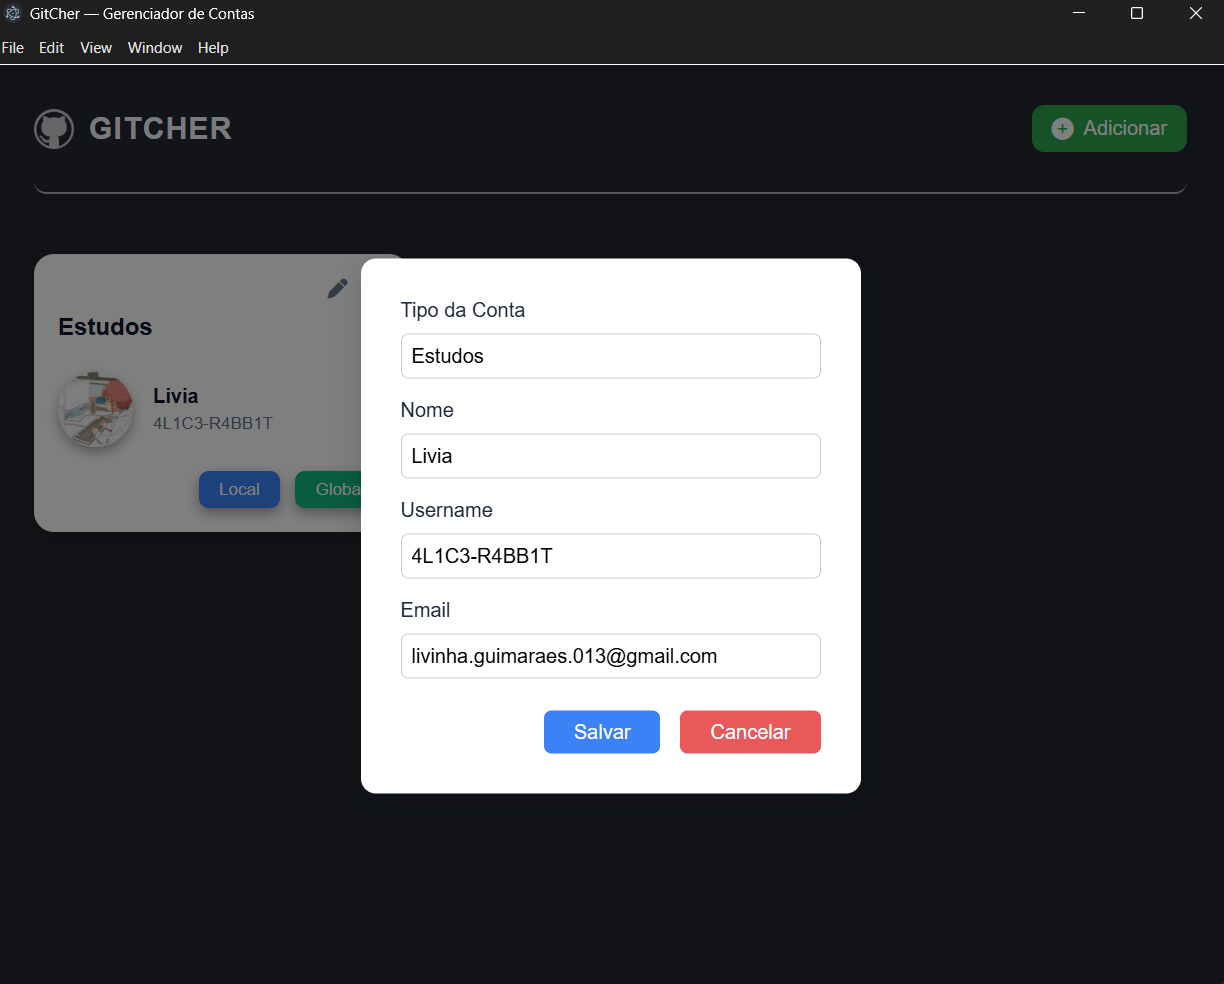 GitCher — Gerenciador de Contas
File Edit View Window Help
GITCHER
Adicionar
Estudos
Livia
4L1C3-R4BB1T
Local
Globa
Tipo da Conta
Estudos
Nome
Livia
Username
4L1C3-R4BB1T
Email
livinha.guimaraes.013@gmail.com
Salvar
Cancelar